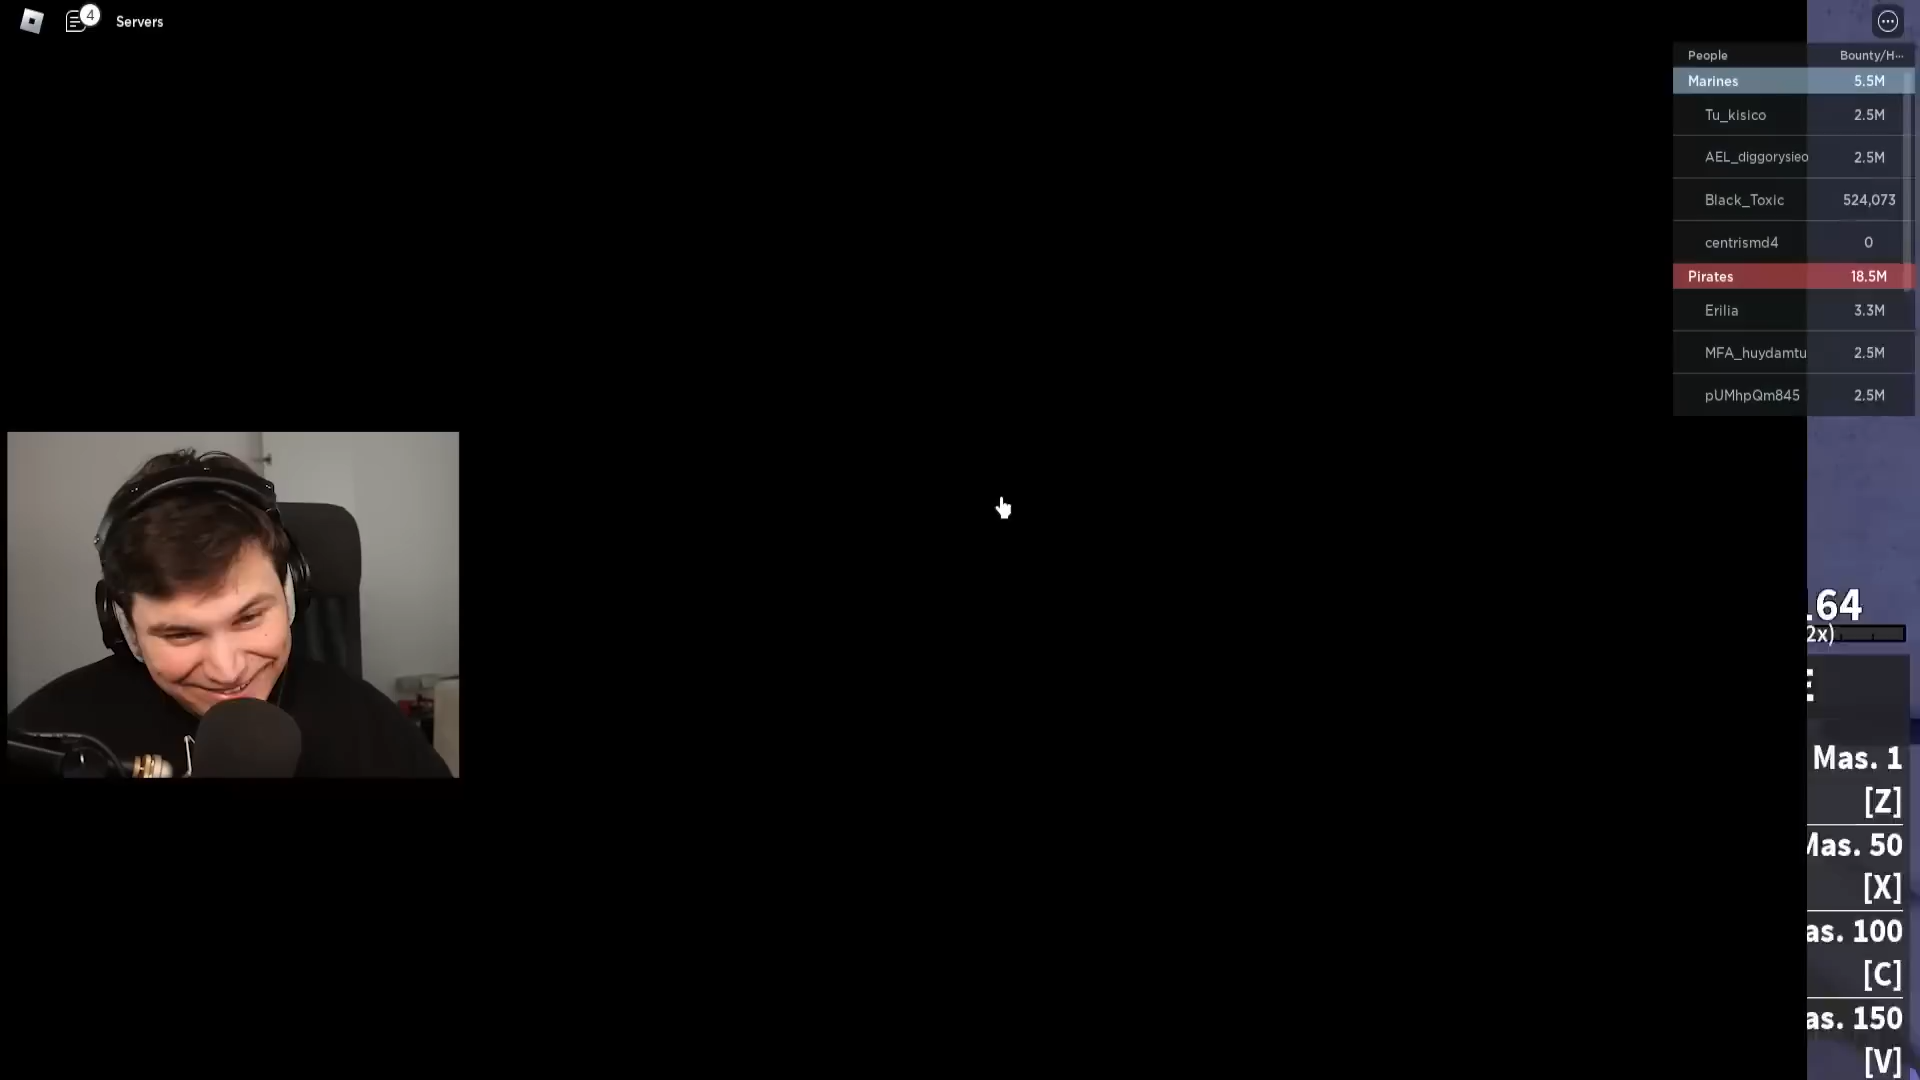 4
Servers
People Bounty/H...
Marines 5.5M
Tu_kisico 2.5M
AEL_diggorysieo 2.5M
Black_Toxic 524,073
centrismd4 0
Pirates 18.5M
Erilia 3.3M
MFA_huydamtu 2.5M
pUMhpQm845 2.5M
.64
2x)
E
Mas. 1
[Z]
Mas. 50
[X]
as. 100
[C]
as. 150
[V]